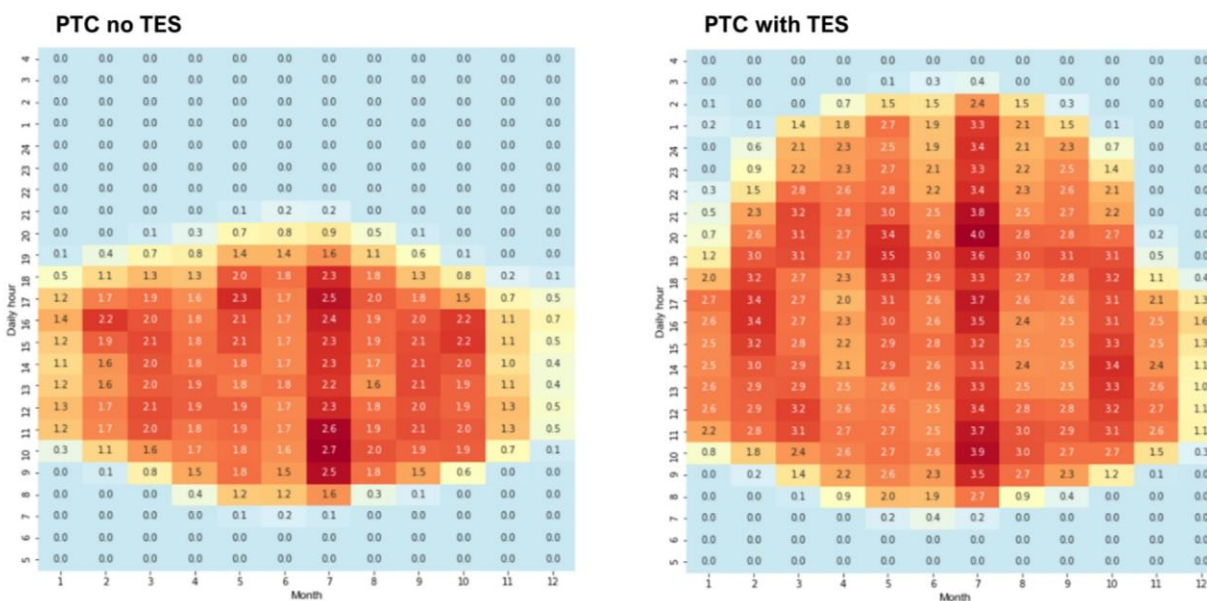 PTC no TES
4 0.0 0.0 0.0 0.0 0.0 0.0 0.0 0.0 0.0 0.0 0.0 0.0
3 0.0 0.0 0.0 0.0 0.0 0.0 0.0 0.0 0.0 0.0 0.0 0.0
2 0.0 0.0 0.0 0.0 0.0 0.0 0.0 0.0 0.0 0.0 0.0 0.0
1 0.0 0.0 0.0 0.0 0.0 0.0 0.0 0.0 0.0 0.0 0.0 0.0
24 0.0 0.0 0.0 0.0 0.0 0.0 0.0 0.0 0.0 0.0 0.0 0.0
23 0.0 0.0 0.0 0.0 0.0 0.0 0.0 0.0 0.0 0.0 0.0 0.0
22 0.0 0.0 0.0 0.0 0.0 0.0 0.0 0.0 0.0 0.0 0.0 0.0
21 0.0 0.0 0.0 0.0 0.1 0.2 0.2 0.0 0.0 0.0 0.0 0.0
20 0.0 0.0 0.1 0.3 0.7 0.8 0.9 0.5 0.1 0.0 0.0 0.0
19 0.1 0.4 0.7 0.8 1.4 1.4 1.6 1.1 0.6 0.1 0.0 0.0
18 0.5 1.1 1.3 1.3 2.0 1.8 2.3 1.8 1.3 0.8 0.2 0.1
17 1.2 1.7 1.9 1.6 2.3 1.7 2.5 2.0 1.8 1.5 0.7 0.5
16 1.4 2.2 2.0 1.8 2.1 1.7 2.4 1.9 2.0 2.2 1.1 0.7
15 1.2 1.9 2.1 1.8 2.1 1.7 2.3 1.9 2.1 2.2 1.1 0.5
14 1.1 1.6 2.0 1.8 1.8 1.8 2.3 1.7 2.1 2.0 1.0 0.4
13 1.2 1.6 2.0 1.9 1.8 1.8 2.2 1.6 2.1 1.9 1.1 0.4
12 1.3 1.7 2.1 1.9 1.9 1.7 2.3 1.8 2.0 1.9 1.3 0.5
11 1.2 1.7 2.0 1.8 1.9 1.7 2.6 1.8 2.1 2.0 1.3 0.5
10 0.3 1.1 1.6 1.7 1.8 1.6 2.7 2.0 1.9 1.9 0.7 0.1
9 0.0 0.1 0.8 1.5 1.8 1.5 2.5 1.8 1.5 0.6 0.0 0.0
8 0.0 0.0 0.0 0.4 1.2 1.2 1.6 0.3 0.1 0.0 0.0 0.0
7 0.0 0.0 0.0 0.0 0.1 0.2 0.1 0.0 0.0 0.0 0.0 0.0
6 0.0 0.0 0.0 0.0 0.0 0.0 0.0 0.0 0.0 0.0 0.0 0.0
5 0.0 0.0 0.0 0.0 0.0 0.0 0.0 0.0 0.0 0.0 0.0 0.0
1 2 3 4 5 6 7 8 9 10 11 12
Daily hour
Month
PTC with TES
4 0.0 0.0 0.0 0.0 0.0 0.0 0.0 0.0 0.0 0.0 0.0 0.0
3 0.0 0.0 0.0 0.0 0.1 0.3 0.4 0.0 0.0 0.0 0.0 0.0
2 0.1 0.0 0.0 0.7 1.5 1.5 2.4 1.5 0.3 0.0 0.0 0.0
1 0.2 0.1 1.4 1.8 2.7 1.9 3.3 2.1 1.5 0.1 0.0 0.0
24 0.0 0.6 2.1 2.3 2.5 1.9 3.4 2.1 2.3 0.7 0.0 0.0
23 0.0 0.9 2.2 2.3 2.7 2.1 3.3 2.2 2.5 1.4 0.0 0.0
22 0.3 1.5 2.8 2.6 2.8 2.2 3.4 2.3 2.6 2.1 0.0 0.0
21 0.5 2.3 3.2 2.8 3.0 2.5 3.8 2.5 2.7 2.2 0.0 0.0
20 0.7 2.6 3.1 2.7 3.4 2.6 4.0 2.8 2.8 2.7 0.2 0.0
19 1.2 3.0 3.1 2.7 3.5 3.0 3.6 3.0 3.1 3.1 0.5 0.0
18 2.0 3.2 2.7 2.3 3.3 2.9 3.3 2.7 2.8 3.2 1.1 0.4
17 2.7 3.4 2.7 2.0 3.1 2.6 3.7 2.6 2.6 3.1 2.1 1.3
16 2.6 3.4 2.7 2.3 3.0 2.6 3.5 2.4 2.5 3.1 2.5 1.6
15 2.5 3.2 2.8 2.2 2.9 2.8 3.2 2.5 2.5 3.3 2.5 1.3
14 2.5 3.0 2.9 2.1 2.9 2.6 3.1 2.4 2.5 3.4 2.4 1.1
13 2.6 2.9 2.9 2.5 2.6 2.6 3.3 2.5 2.5 3.3 2.6 1.0
12 2.6 2.9 3.2 2.6 2.6 2.5 3.4 2.8 2.8 3.2 2.7 1.1
11 2.2 2.8 3.1 2.7 2.7 2.5 3.7 3.0 2.9 3.1 2.6 1.1
10 0.8 1.8 2.4 2.6 2.7 2.6 3.9 3.0 2.7 2.7 1.5 0.3
9 0.0 0.2 1.4 2.2 2.6 2.3 3.5 2.7 2.3 1.2 0.1 0.0
8 0.0 0.0 0.1 0.9 2.0 1.9 2.7 0.9 0.4 0.0 0.0 0.0
7 0.0 0.0 0.0 0.0 0.2 0.4 0.2 0.0 0.0 0.0 0.0 0.0
6 0.0 0.0 0.0 0.0 0.0 0.0 0.0 0.0 0.0 0.0 0.0 0.0
5 0.0 0.0 0.0 0.0 0.0 0.0 0.0 0.0 0.0 0.0 0.0 0.0
1 2 3 4 5 6 7 8 9 10 11 12
Daily hour
Month